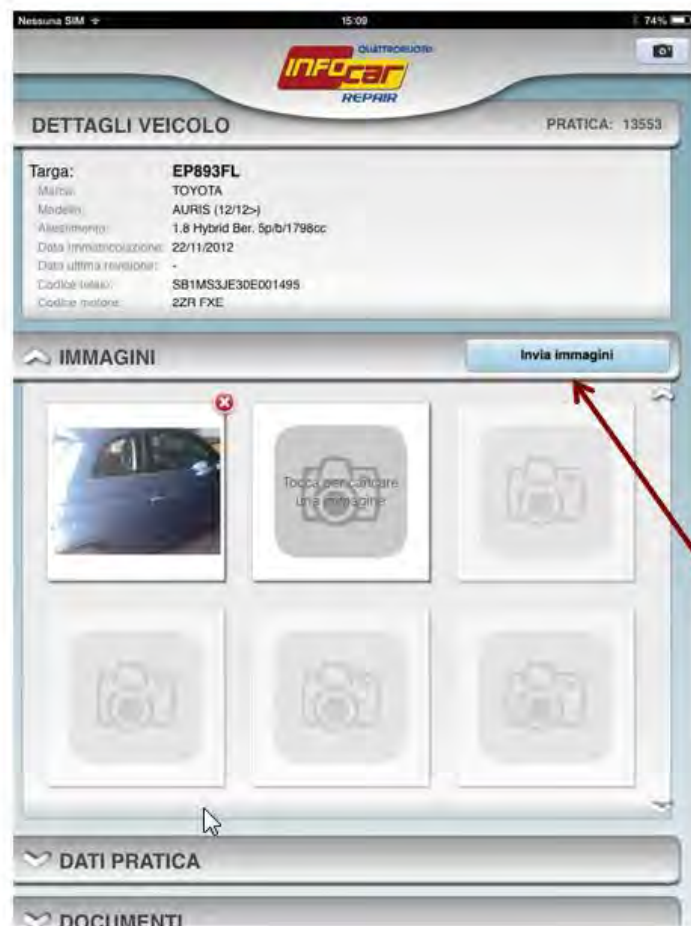 Nessuna SIM 15:09 74%
QUATTRORUOTE
INFOcar
REPAIR
DETTAGLI VEICOLO PRATICA: 13553
Targa: EP893FL
Marca: TOYOTA
Modello: AURIS (12/12>)
Allestimento: 1.8 Hybrid Ber. 5p/b/1798cc
Data immatricolazione: 22/11/2012
Data ultima revisione: -
Codice telaio: SB1MS3JE30E001495
Codice motore: 2ZR FXE
IMMAGINI Invia immagini
Tocca per caricare
una immagine
DATI PRATICA
DOCUMENTI